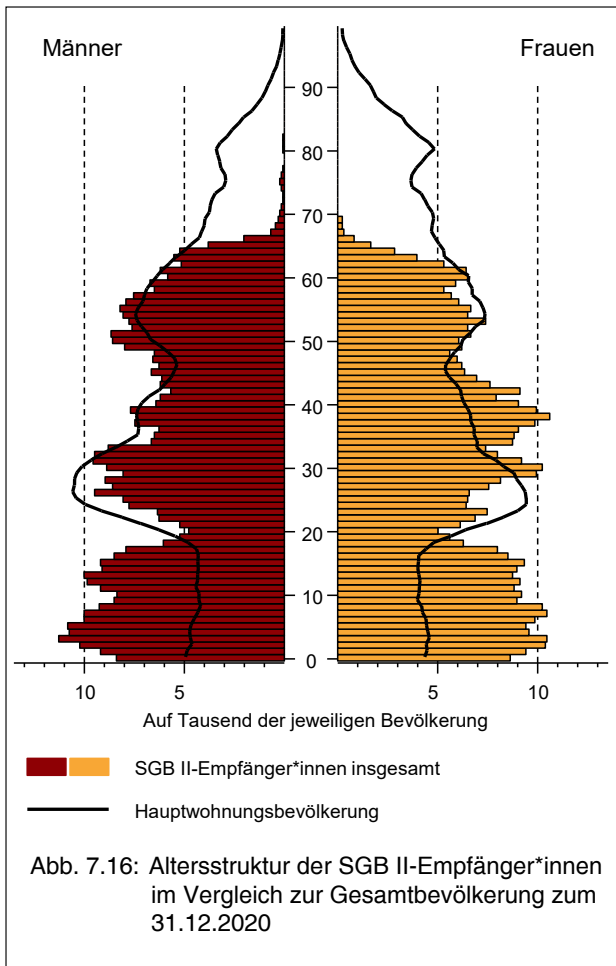 Männer
Frauen
90
80
70
60
50
40
30
20
10
0
10
5
5
10
Auf Tausend der jeweiligen Bevölkerung
SGB II-Empfänger*innen insgesamt
Hauptwohnungsbevölkerung
Abb. 7.16: Altersstruktur der SGB II-Empfänger*innen
im Vergleich zur Gesamtbevölkerung zum
31.12.2020